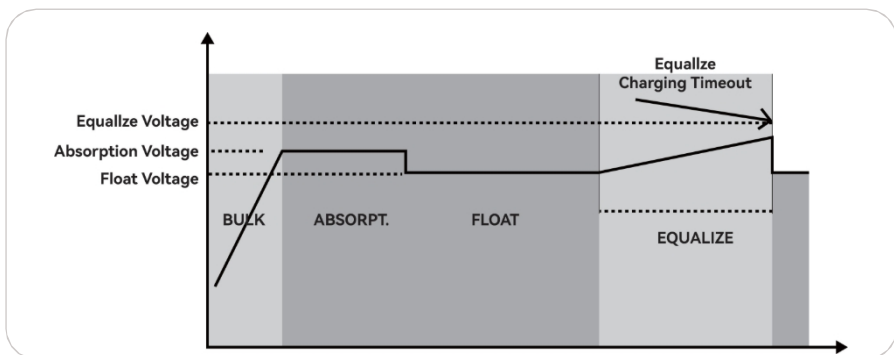 Equallze
Charging Timeout
Equallze Voltage
Absorption Voltage
Float Voltage
BULK
ABSORPT.
FLOAT
EQUALIZE